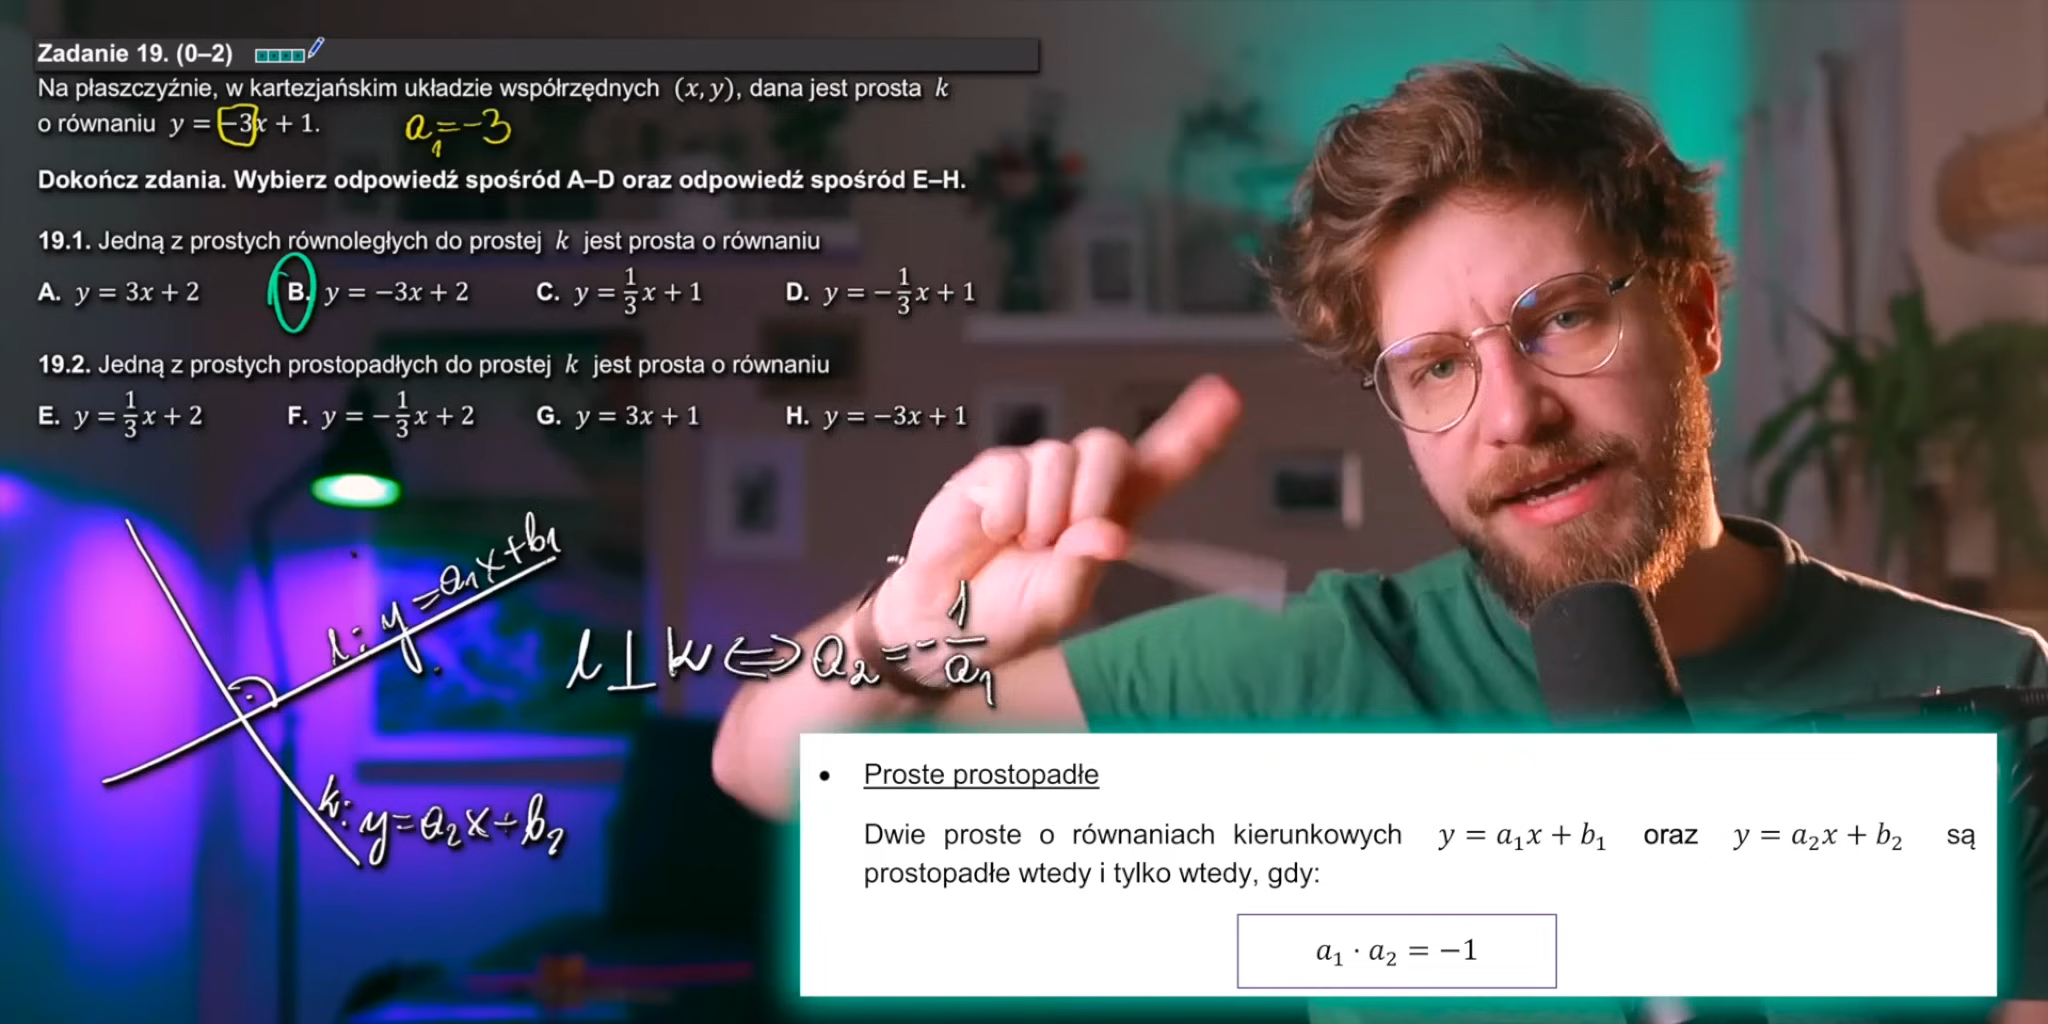 Zadanie 19. (0–2)
Na płaszczyźnie, w kartezjańskim układzie współrzędnych (x, y), dana jest prosta k
o równaniu y = −3x + 1.
a₁ = −3
Dokończ zdania. Wybierz odpowiedź spośród A–D oraz odpowiedź spośród E–H.
19.1. Jedną z prostych równoległych do prostej k jest prosta o równaniu
A. y = 3x + 2 B. y = −3x + 2 C. y = 1/3x + 1 D. y = −1/3x + 1
19.2. Jedną z prostych prostopadłych do prostej k jest prosta o równaniu
E. y = 1/3x + 2 F. y = −1/3x + 2 G. y = 3x + 1 H. y = −3x + 1
l: y = a₁x + b₁
l ⊥ k ⇔ a₂ = −1/a₁
k: y = a₂x + b₂
• Proste prostopadłe
Dwie proste o równaniach kierunkowych y = a₁x + b₁ oraz y = a₂x + b₂ są
prostopadłe wtedy i tylko wtedy, gdy:
a₁ · a₂ = −1